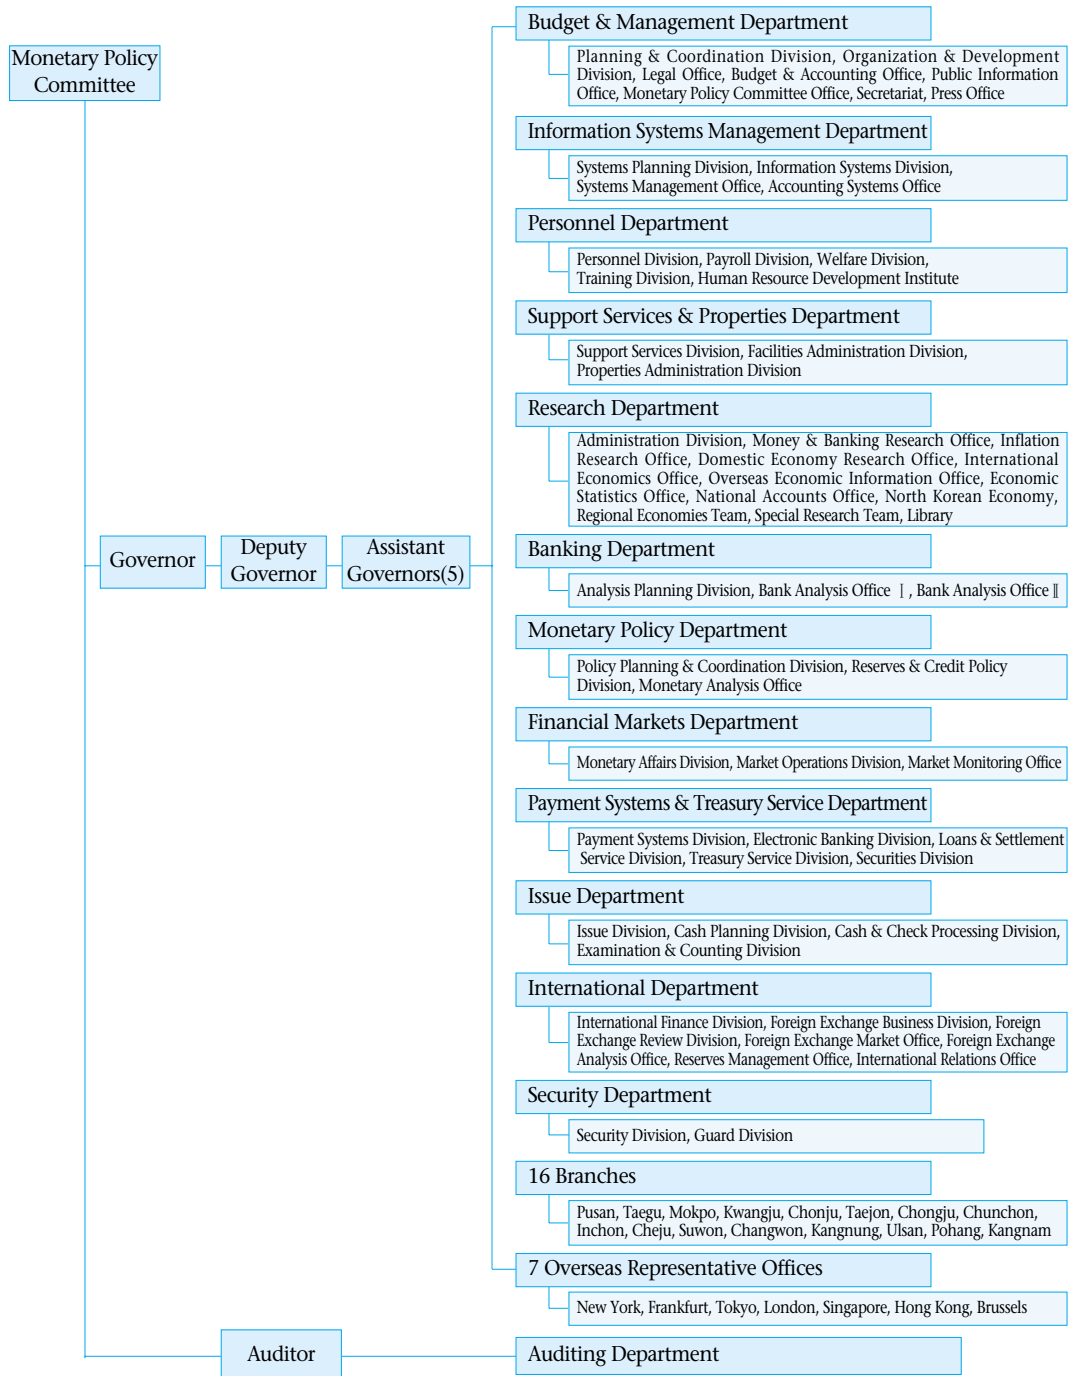 Monetary Policy
Committee
Governor
Deputy
Governor
Assistant
Governors(5)
Budget & Management Department
Planning & Coordination Division, Organization & Development
Division, Legal Office, Budget & Accounting Office, Public Information
Office, Monetary Policy Committee Office, Secretariat, Press Office
Information Systems Management Department
Systems Planning Division, Information Systems Division,
Systems Management Office, Accounting Systems Office
Personnel Department
Personnel Division, Payroll Division, Welfare Division,
Training Division, Human Resource Development Institute
Support Services & Properties Department
Support Services Division, Facilities Administration Division,
Properties Administration Division
Research Department
Administration Division, Money & Banking Research Office, Inflation
Research Office, Domestic Economy Research Office, International
Economics Office, Overseas Economic Information Office, Economic
Statistics Office, National Accounts Office, North Korean Economy,
Regional Economies Team, Special Research Team, Library
Banking Department
Analysis Planning Division, Bank Analysis Office Ⅰ, Bank Analysis Office Ⅱ
Monetary Policy Department
Policy Planning & Coordination Division, Reserves & Credit Policy
Division, Monetary Analysis Office
Financial Markets Department
Monetary Affairs Division, Market Operations Division, Market Monitoring Office
Payment Systems & Treasury Service Department
Payment Systems Division, Electronic Banking Division, Loans & Settlement
Service Division, Treasury Service Division, Securities Division
Issue Department
Issue Division, Cash Planning Division, Cash & Check Processing Division,
Examination & Counting Division
International Department
International Finance Division, Foreign Exchange Business Division, Foreign
Exchange Review Division, Foreign Exchange Market Office, Foreign Exchange
Analysis Office, Reserves Management Office, International Relations Office
Security Department
Security Division, Guard Division
16 Branches
Pusan, Taegu, Mokpo, Kwangju, Chonju, Taejon, Chongju, Chunchon,
Inchon, Cheju, Suwon, Changwon, Kangnung, Ulsan, Pohang, Kangnam
7 Overseas Representative Offices
New York, Frankfurt, Tokyo, London, Singapore, Hong Kong, Brussels
Auditor
Auditing Department